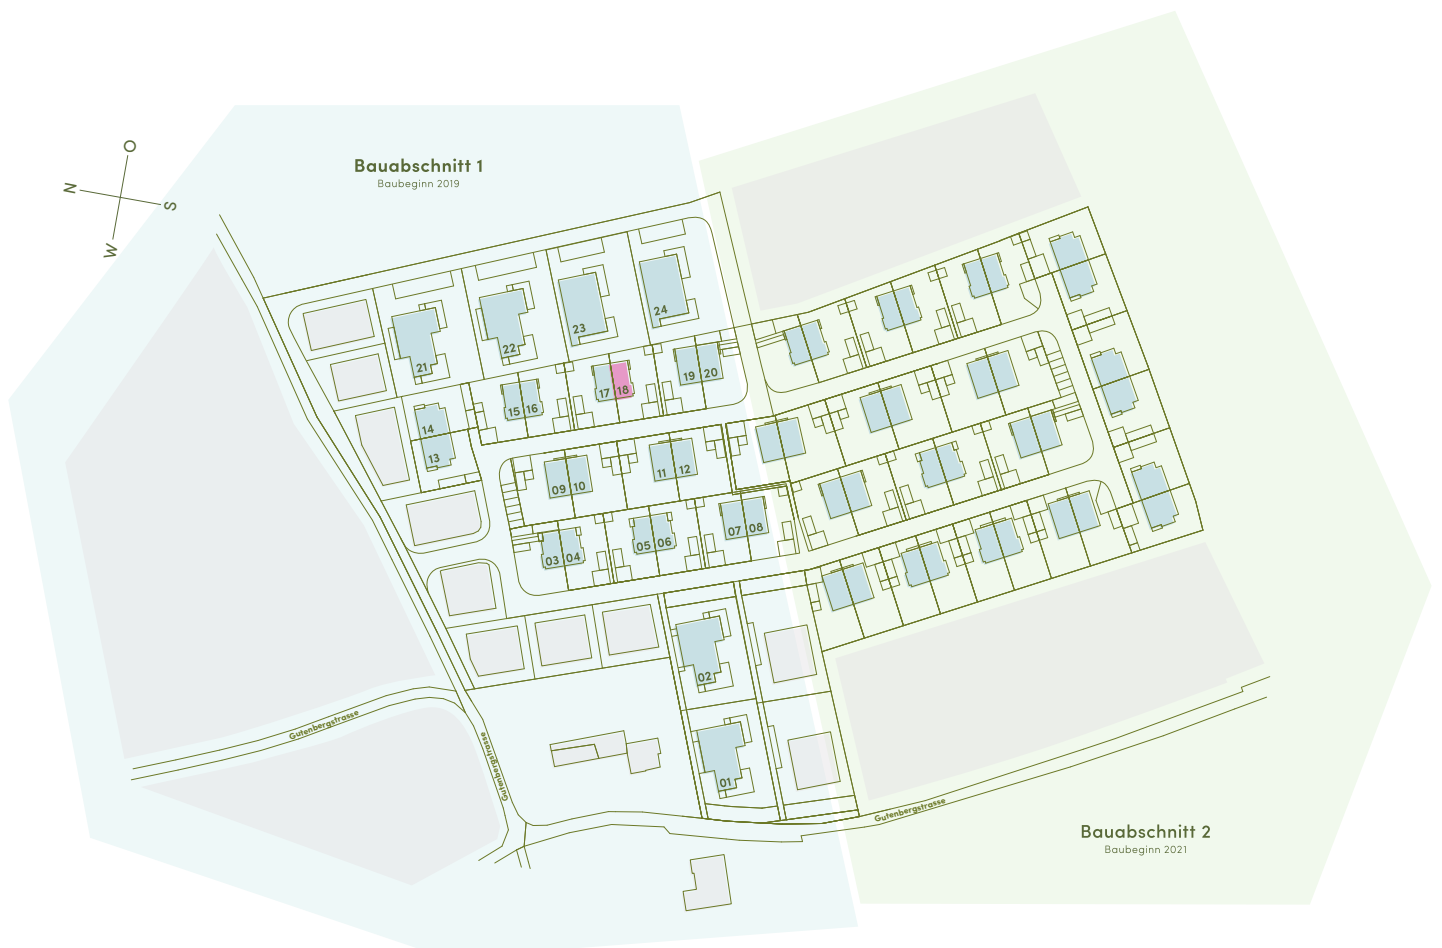 O
N
S
W
Bauabschnitt 1
Baubeginn 2019
21
22
23
24
14
13
15 16
17 18
19 20
09 10
11 12
03 04
05 06
07 08
02
01
Gutenbergstrasse
Gutenbergstrasse
Gutenbergstrasse
Bauabschnitt 2
Baubeginn 2021